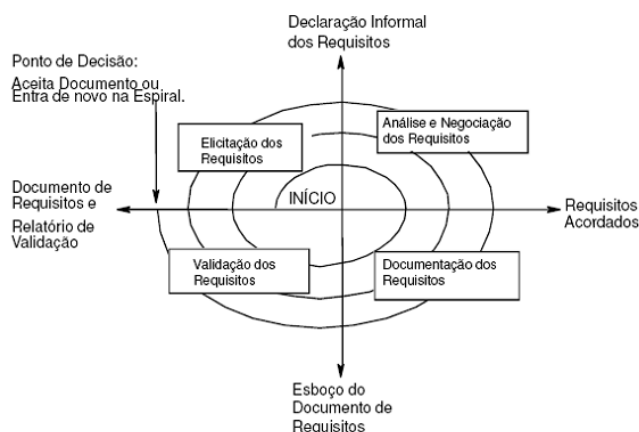 Declaração Informal
dos Requisitos
Ponto de Decisão:
Aceita Documento ou
Entra de novo na Espiral.
Elicitação dos
Requisitos
Análise e Negociação
dos Requisitos
Documento de
Requisitos e
Relatório de
Validação
INÍCIO
Requisitos
Acordados
Validação dos
Requisitos
Documentação dos
Requisitos
Esboço do
Documento de
Requisitos